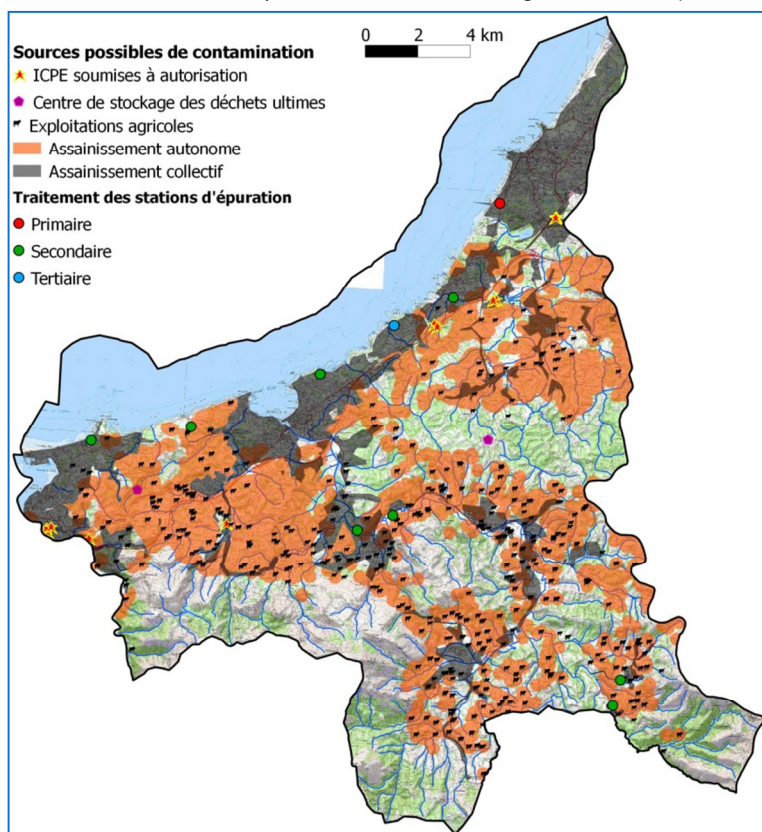 Sources possibles de contamination
0 2 4 km
ICPE soumises à autorisation
Centre de stockage des déchets ultimes
Exploitations agricoles
Assainissement autonome
Assainissement collectif
Traitement des stations d'épuration
Primaire
Secondaire
Tertiaire